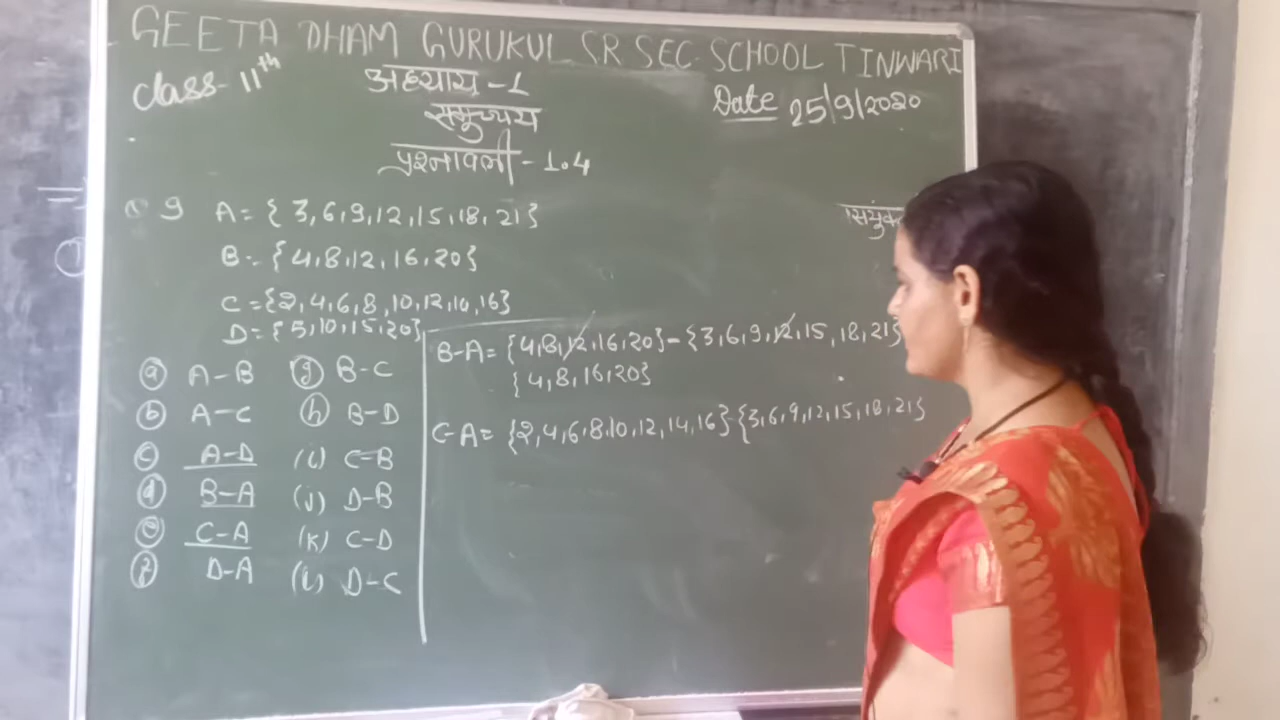 GEETA DHAM GURUKUL SR SEC. SCHOOL TINWARI
class- 11th
अध्याय -1
Date 25/9/2020
समुच्चय
प्रश्नावली - 1.4
9 A = { 3, 6, 9, 12, 15, 18, 21}
B = {4,8,12,16,20}
C = {2, 4, 6, 8, 10, 12, 14, 16}
D = {5,10,15,20}
(a) A-B (g) B-C
(b) A-C (h) B-D
(c) A-D (i) C-B
(d) B-A (j) D-B
(e) C-A (k) C-D
(f) D-A (l) D-C
B-A = {4,8,12,16,20} - {3,6,9,12,15,18,21}
{4,8,16,20}
C-A = {2,4,6,8,10,12,14,16}-{3,6,9,12,15,18,21}